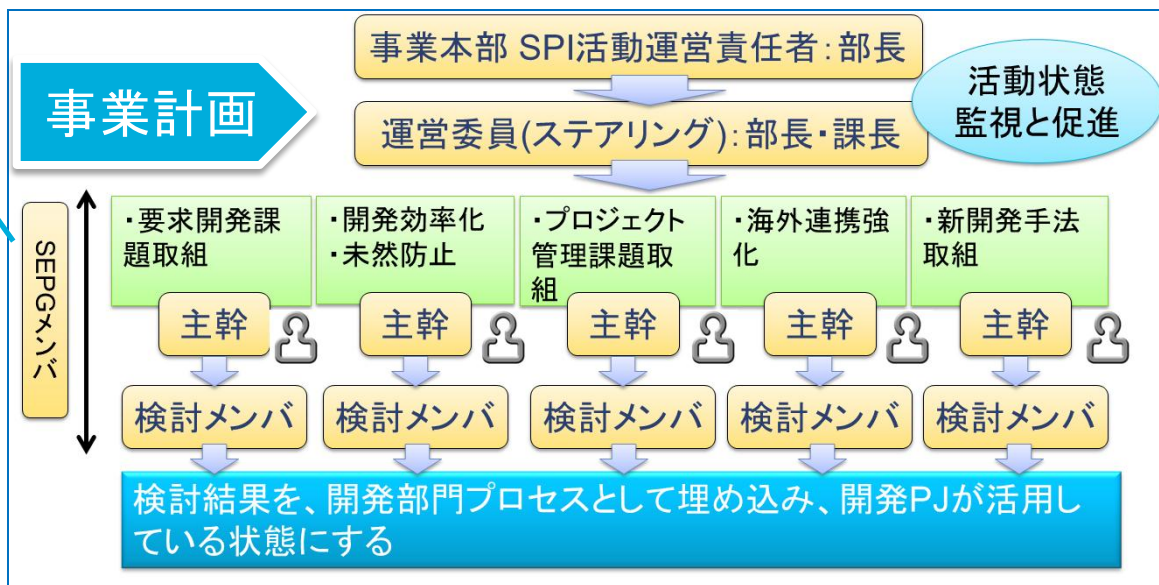 事業本部 SPI活動運営責任者:部長
事業計画
活動状態
監視と促進
運営委員(ステアリング):部長・課長
SEPGメンバ
・要求開発課
題取組
・開発効率化
・未然防止
・プロジェクト
管理課題取
組
・海外連携強
化
・新開発手法
取組
主幹
主幹
主幹
主幹
主幹
検討メンバ
検討メンバ
検討メンバ
検討メンバ
検討メンバ
検討結果を、開発部門プロセスとして埋め込み、開発PJが活用し
ている状態にする